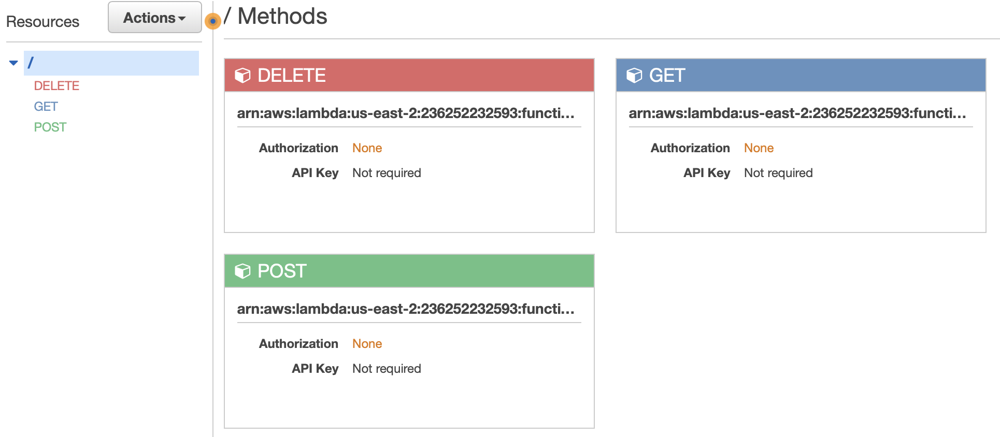 Resources
Actions
/
DELETE
GET
POST
/ Methods
DELETE
arn:aws:lambda:us-east-2:236252232593:functi...
Authorization None
API Key Not required
GET
arn:aws:lambda:us-east-2:236252232593:functi...
Authorization None
API Key Not required
POST
arn:aws:lambda:us-east-2:236252232593:functi...
Authorization None
API Key Not required